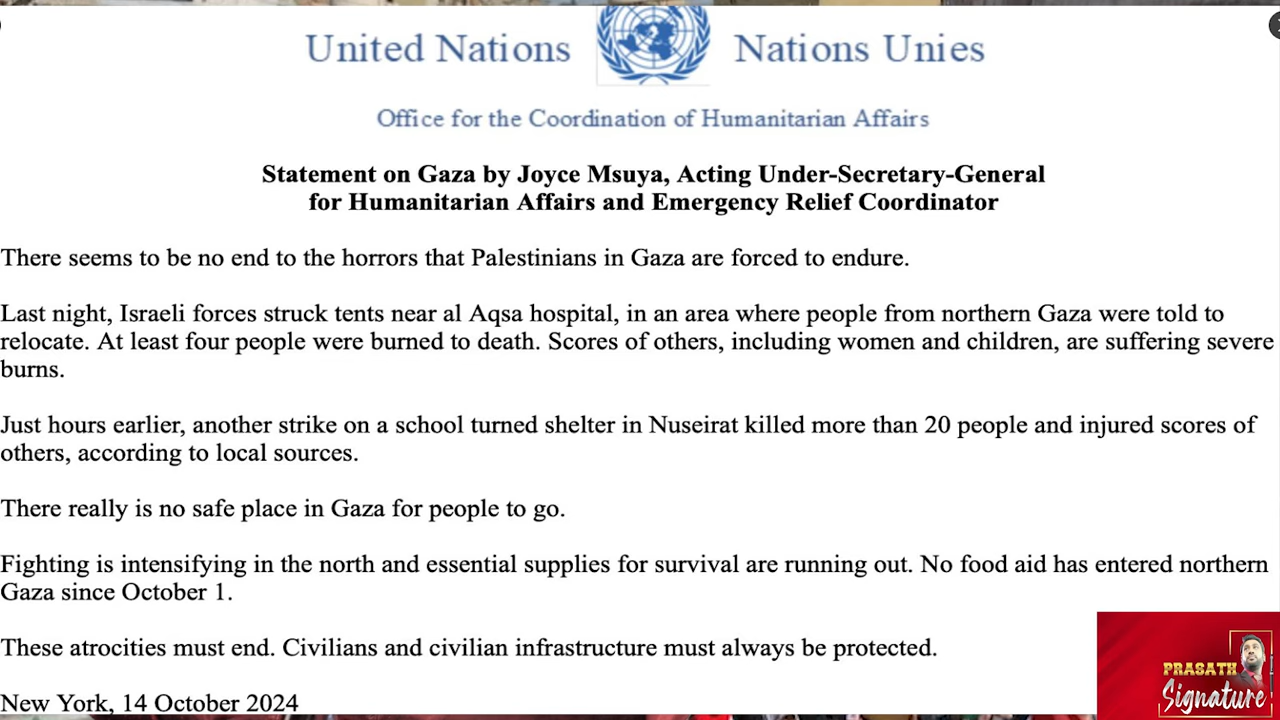 United Nations Nations Unies
Office for the Coordination of Humanitarian Affairs
Statement on Gaza by Joyce Msuya, Acting Under-Secretary-General
for Humanitarian Affairs and Emergency Relief Coordinator
There seems to be no end to the horrors that Palestinians in Gaza are forced to endure.
Last night, Israeli forces struck tents near al Aqsa hospital, in an area where people from northern Gaza were told to
relocate. At least four people were burned to death. Scores of others, including women and children, are suffering severe
burns.
Just hours earlier, another strike on a school turned shelter in Nuseirat killed more than 20 people and injured scores of
others, according to local sources.
There really is no safe place in Gaza for people to go.
Fighting is intensifying in the north and essential supplies for survival are running out. No food aid has entered northern
Gaza since October 1.
These atrocities must end. Civilians and civilian infrastructure must always be protected.
New York, 14 October 2024
PRASATH
Signature